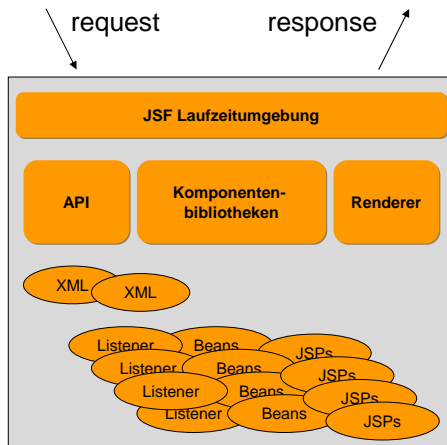 request response
JSF Laufzeitumgebung
API
Komponenten-
bibliotheken
Renderer
XML
XML
Listener Beans JSPs
Listener Beans JSPs
Listener Beans JSPs
Listener Beans JSPs